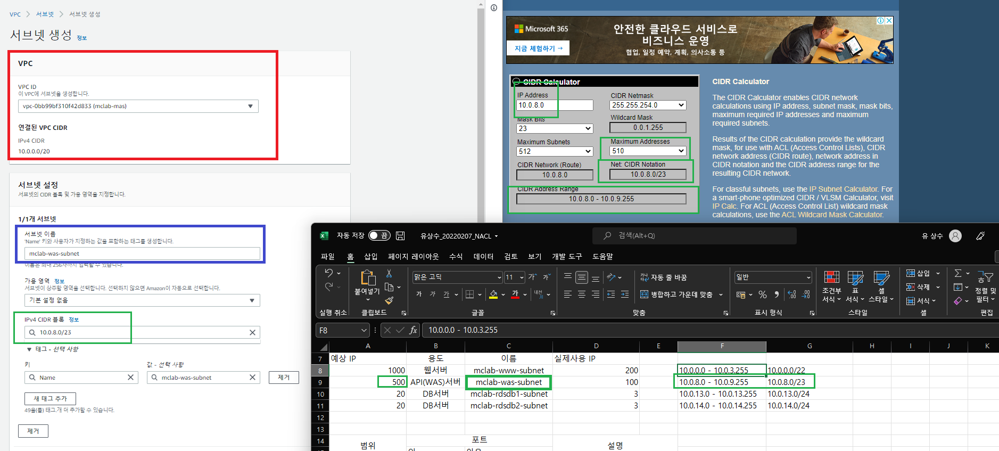 VPC > 서브넷 > 서브넷 생성
서브넷 생성 정보
VPC
VPC ID
이 VPC에 서브넷을 생성합니다.
vpc-0bb99bf310f42d833 (mclab-mas)
연결된 VPC CIDR
IPv4 CIDR
10.0.0.0/20
서브넷 설정
서브넷의 CIDR 블록 및 가용 영역을 지정합니다.
1/1개 서브넷
서브넷 이름
'Name' 키와 사용자가 지정하는 값을 포함하는 태그를 생성합니다.
mclab-was-subnet
이름은 최대 256자까지 입력할 수 있습니다.
가용 영역 정보
서브넷이 상주할 영역을 선택합니다. 선택하지 않으면 Amazon이 자동으로 선택합니다.
기본 설정 없음
IPv4 CIDR 블록 정보
10.0.8.0/23
태그 - 선택 사항
키
값 - 선택 사항
Name
mclab-was-subnet
제거
새 태그 추가
49을(를) 태그.개 더 추가할 수 있습니다.
제거
Microsoft 365
지금 체험하기 →
안전한 클라우드 서비스로
비즈니스 운영
협업, 일정 예약, 계획, 의사소통 등
CIDR Calculator
IP Address
10.0.8.0
CIDR Netmask
255.255.254.0
Mask Bits
23
Wildcard Mask
0.0.1.255
Maximum Subnets
512
Maximum Addresses
510
CIDR Network (Route)
10.0.8.0
Net: CIDR Notation
10.0.8.0/23
CIDR Address Range
10.0.8.0 - 10.0.9.255
CIDR Calculator
The CIDR Calculator enables CIDR network
calculations using IP address, subnet mask, mask bits,
maximum required IP addresses and maximum
required subnets.
Results of the CIDR calculation provide the wildcard
mask, for use with ACL (Access Control Lists), CIDR
network address (CIDR route), network address in
CIDR notation and the CIDR address range for the
resulting CIDR network.
For classful subnets, use the IP Subnet Calculator. For
a smart-phone optimized CIDR / VLSM Calculator, visit
IP Calc. For ACL (Access Control List) wildcard mask
calculations, use the ACL Wildcard Mask Calculator.
자동 저장 끔 유상수_20220207_NACL
검색(Alt+Q)
유 상수
파일 홈 삽입 페이지 레이아웃 수식 데이터 검토 보기 개발 도구 도움말
붙여넣기
맑은 고딕 11 가 가
가 가 간 가 내천
가나다 자동 줄 바꿈
병합하고 가운데 맞춤
일반
% 9 .00 .00
조건부 서식
표 서식
셀 스타일
삽입
삭제
서식
정렬 및 필터
실행 취소 클립보드 글꼴 맞춤 표시 형식 스타일 셀 편집
F8 fx 10.0.0.0 - 10.0.3.255
A B C D E F G H I J K
7 예상 IP 용도 이름 실제사용 IP
8 1000 웹서버 mclab-www-subnet 200 10.0.0.0 - 10.0.3.255 10.0.0.0/22
9 500 API(WAS)서버 mclab-was-subnet 100 10.0.8.0 - 10.0.9.255 10.0.8.0/23
10 20 DB서버 mclab-rdsdb1-subnet 3 10.0.13.0 - 10.0.13.255 10.0.13.0/24
11 20 DB서버 mclab-rdsdb2-subnet 3 10.0.14.0 - 10.0.14.255 10.0.14.0/24
12
13
14 범위 포트 설명